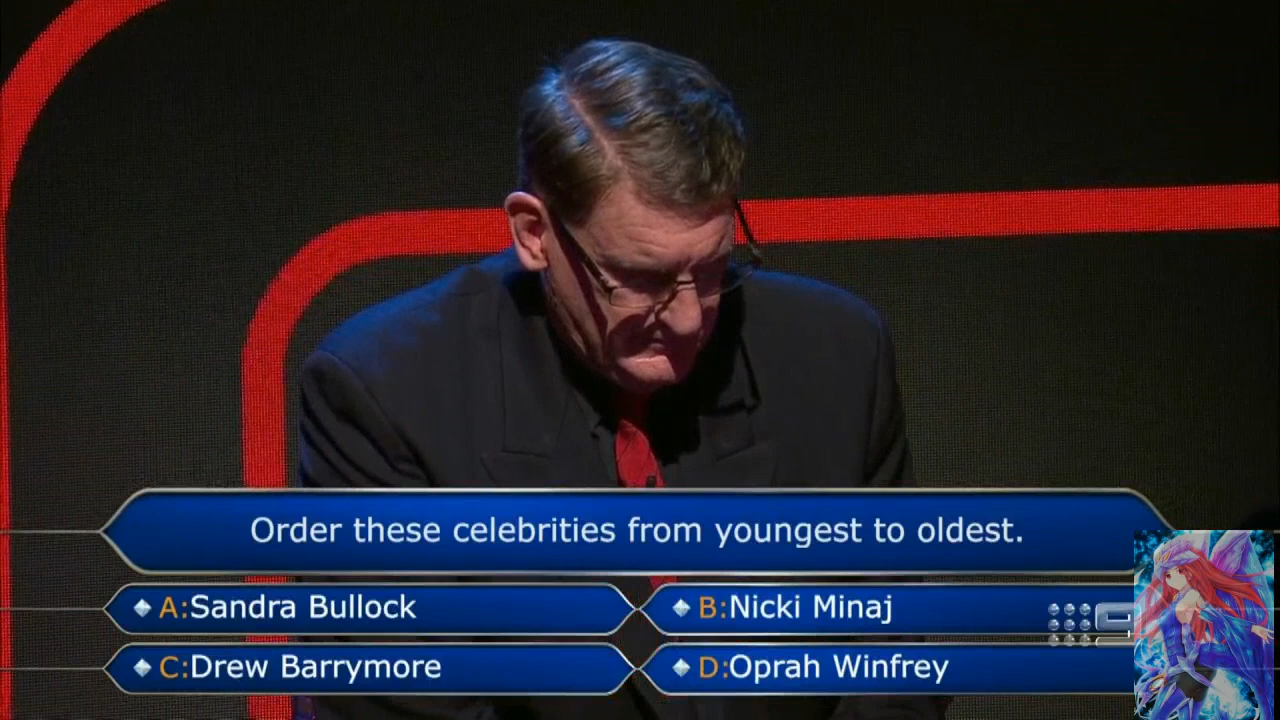 Order these celebrities from youngest to oldest.
A:Sandra Bullock
B:Nicki Minaj
C:Drew Barrymore
D:Oprah Winfrey